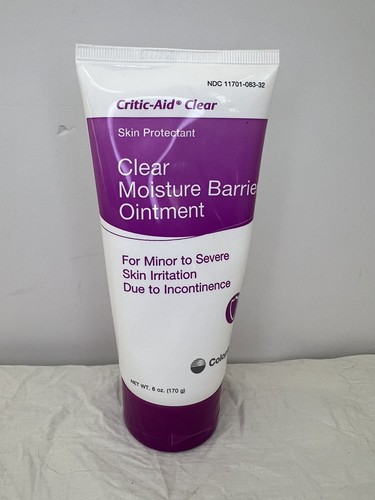 NDC 11701-083-32
Critic-Aid® Clear
Skin Protectant
Clear
Moisture Barrie
Ointment
For Minor to Severe
Skin Irritation
Due to Incontinence
Colop
NET WT. 6 oz. (170 g)